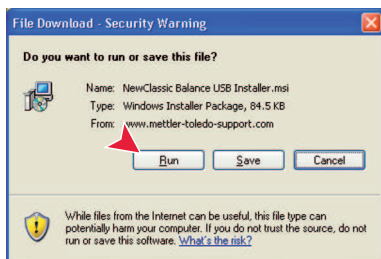 File Download - Security Warning
Do you want to run or save this file?
Name: NewClassic Balance USB Installer.msi
Type: Windows Installer Package, 84.5 KB
From: www.mettler-toledo-support.com
Run Save Cancel
While files from the Internet can be useful, this file type can
potentially harm your computer. If you do not trust the source, do not
run or save this software. What's the risk?